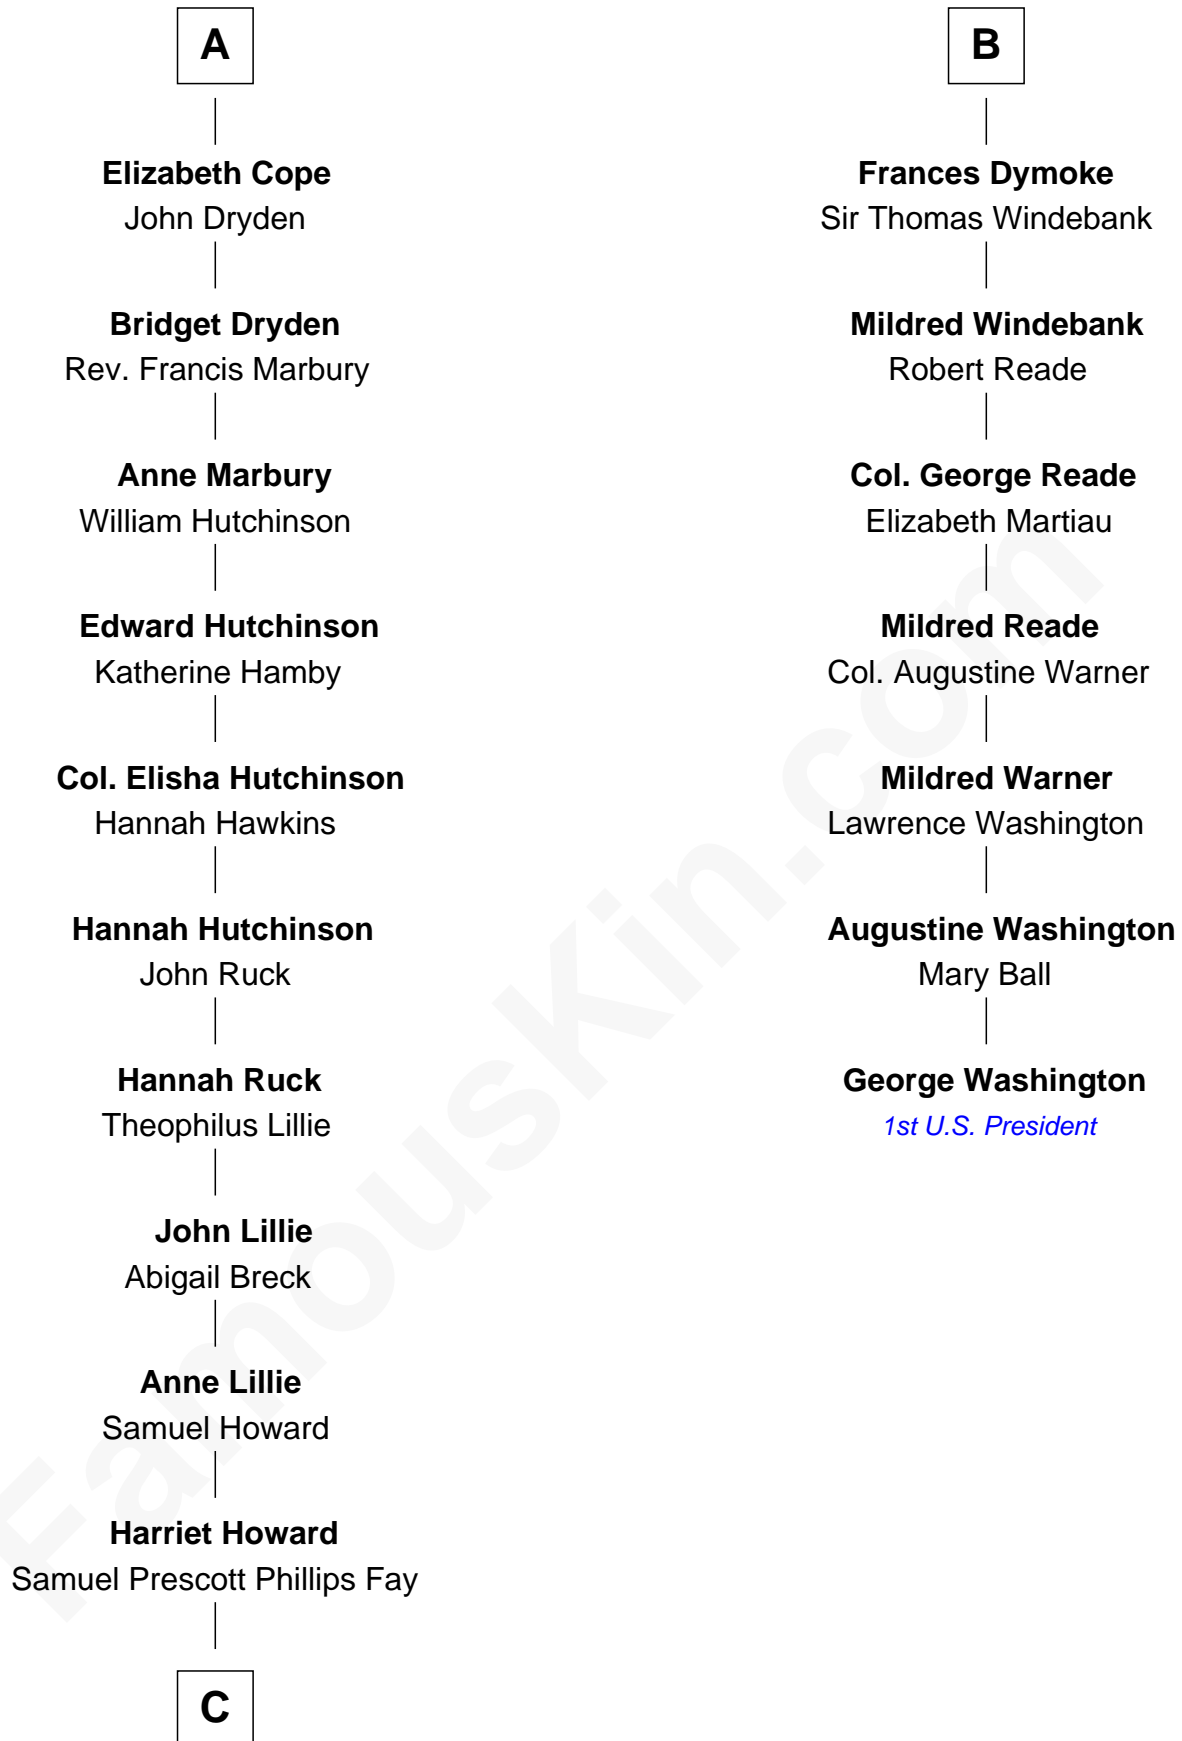 A
Elizabeth Cope
John Dryden
Bridget Dryden
Rev. Francis Marbury
Anne Marbury
William Hutchinson
Edward Hutchinson
Katherine Hamby
Col. Elisha Hutchinson
Hannah Hawkins
Hannah Hutchinson
John Ruck
Hannah Ruck
Theophilus Lillie
John Lillie
Abigail Breck
Anne Lillie
Samuel Howard
Harriet Howard
Samuel Prescott Phillips Fay
C
B
Frances Dymoke
Sir Thomas Windebank
Mildred Windebank
Robert Reade
Col. George Reade
Elizabeth Martiau
Mildred Reade
Col. Augustine Warner
Mildred Warner
Lawrence Washington
Augustine Washington
Mary Ball
George Washington
1st U.S. President
FamousKin.com